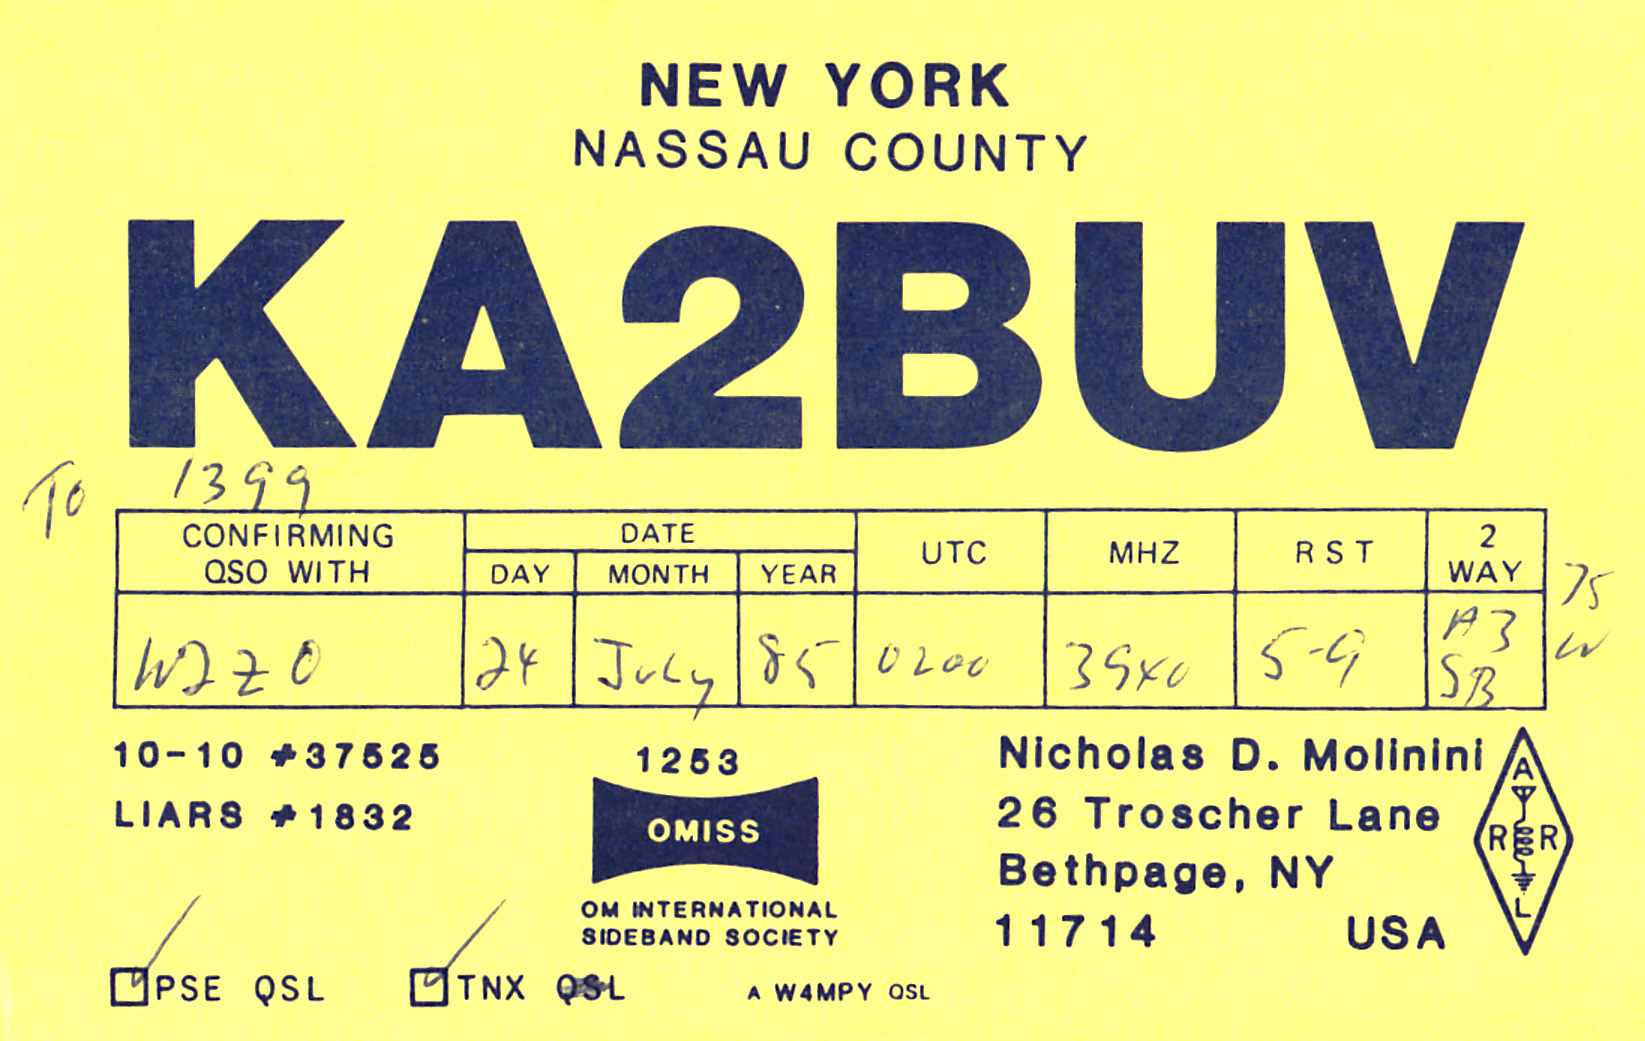 NEW YORK
NASSAU COUNTY
KA2BUV
To 1399
CONFIRMING QSO WITH
DATE
DAY MONTH YEAR
UTC
MHZ
RST
2 WAY
W2ZO 24 July 85 0200 3940 5-9 A3 SB
75 W
10-10 #37525
LIARS #1832
1253
OMISS
OM INTERNATIONAL
SIDEBAND SOCIETY
Nicholas D. Molinini
26 Troscher Lane
Bethpage, NY
11714 USA
A
R R
L
PSE QSL
TNX QSL
A W4MPY QSL